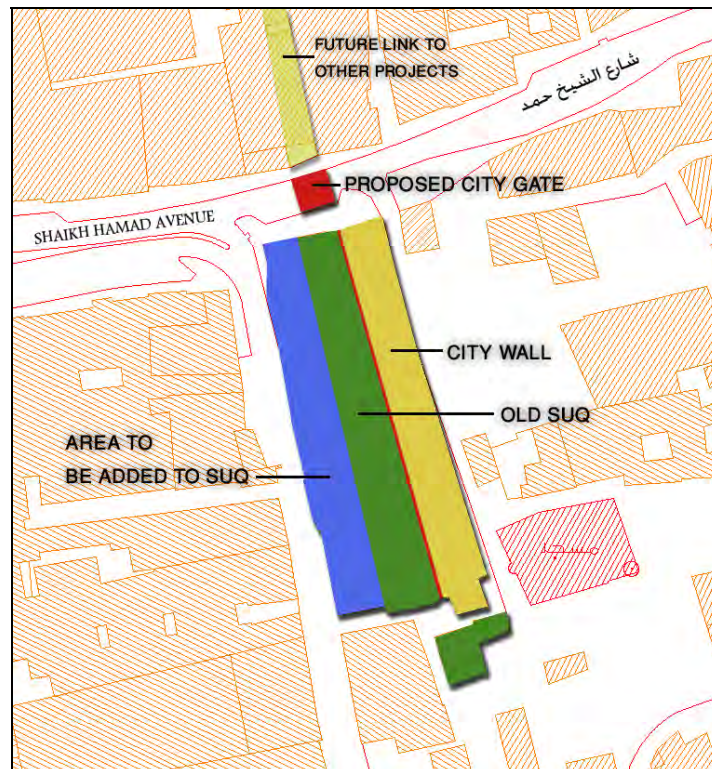 FUTURE LINK TO
OTHER PROJECTS
شارع الشيخ حمد
PROPOSED CITY GATE
SHAIKH HAMAD AVENUE
CITY WALL
OLD SUQ
AREA TO
BE ADDED TO SUQ
مسجد